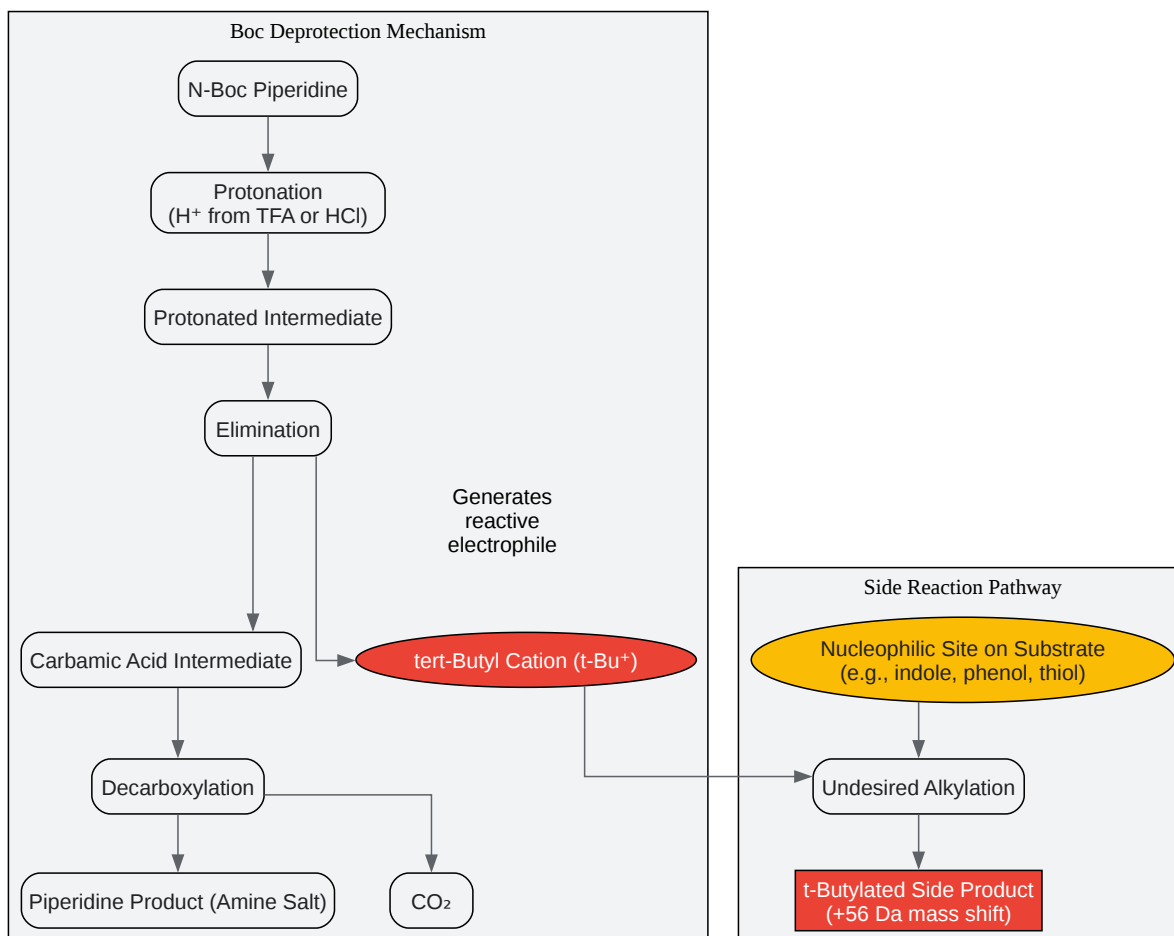 Boc Deprotection Mechanism
N-Boc Piperidine
Protonation
(H⁺ from TFA or HCl)
Protonated Intermediate
Elimination
Generates
reactive
electrophile
Carbamic Acid Intermediate
tert-Butyl Cation (t-Bu⁺)
Decarboxylation
Piperidine Product (Amine Salt)
CO₂
Side Reaction Pathway
Nucleophilic Site on Substrate
(e.g., indole, phenol, thiol)
Undesired Alkylation
t-Butylated Side Product
(+56 Da mass shift)